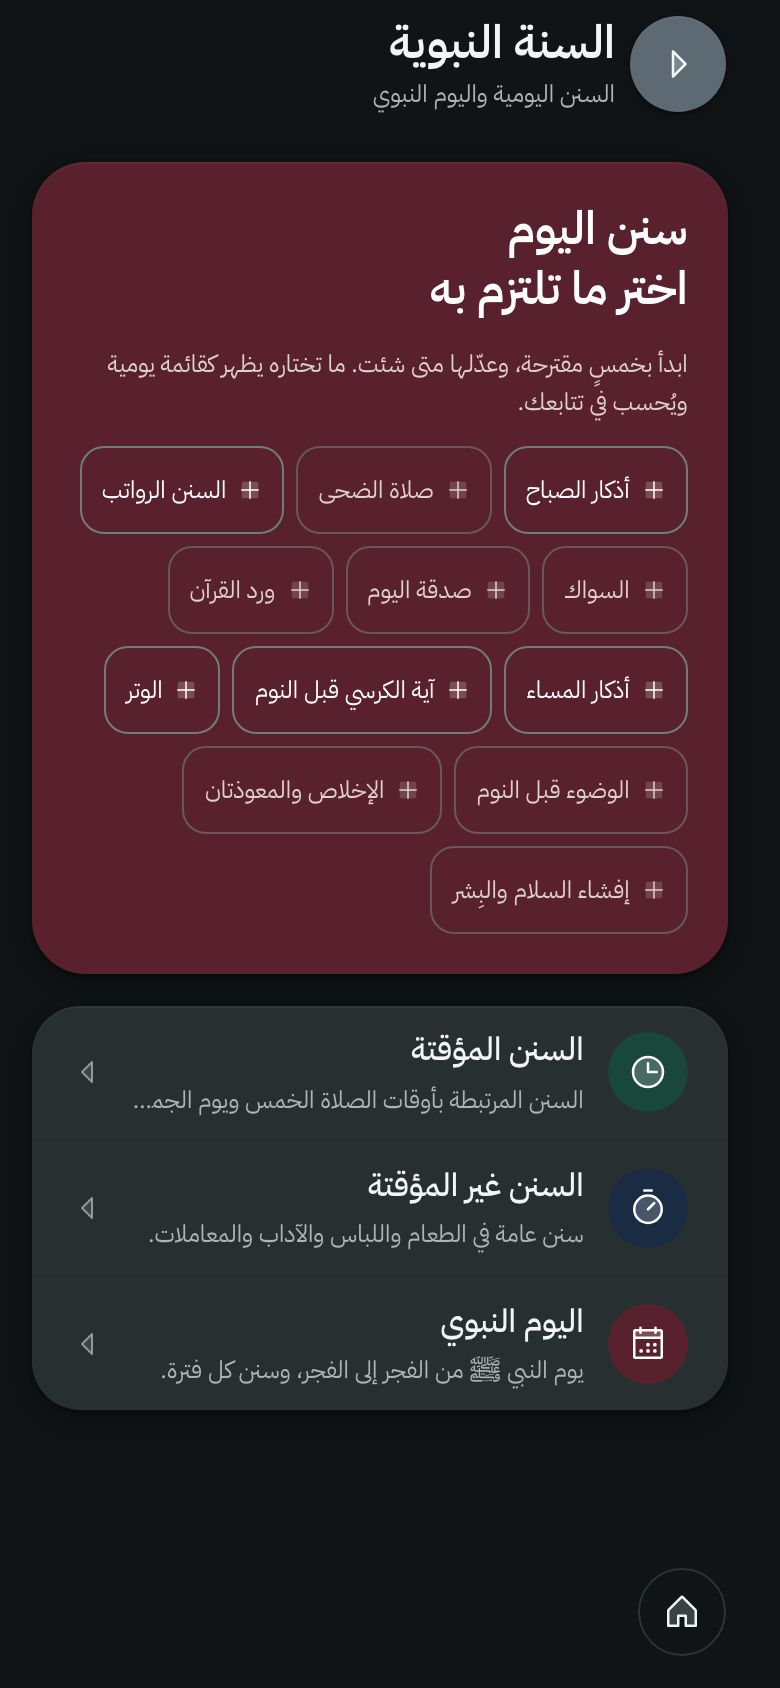 السنة النبوية
السنن اليومية واليوم النبوي
سنن اليوم
اختر ما تلتزم به
ابدأ بخمسٍ مقترحة، وعدّلها متى شئت. ما تختاره يظهر كقائمة يومية
ويُحسب في تتابعك.
أذكار الصباح
صلاة الضحى
السنن الرواتب
السواك
صدقة اليوم
ورد القرآن
أذكار المساء
آية الكرسي قبل النوم
الوتر
الوضوء قبل النوم
الإخلاص والمعوذتان
إفشاء السلام والبِشر
السنن المؤقتة
السنن المرتبطة بأوقات الصلاة الخمس ويوم الجمـ...
السنن غير المؤقتة
سنن عامة في الطعام واللباس والآداب والمعاملات.
اليوم النبوي
يوم النبي ﷺ من الفجر إلى الفجر، وسنن كل فترة.